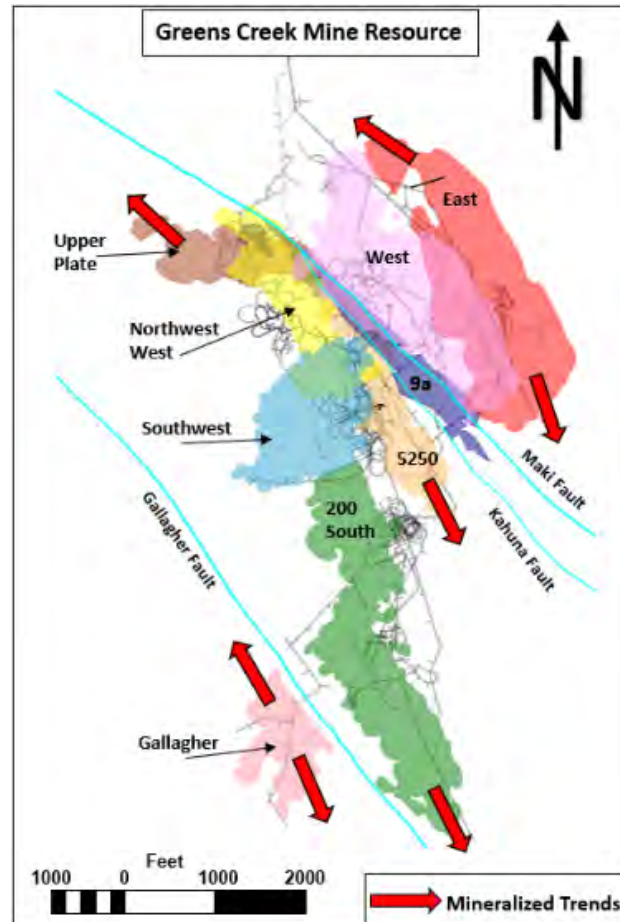 Greens Creek Mine Resource
N
East
Upper
Plate
West
Northwest
West
9a
Southwest
5250
Maki Fault
200
South
Kahuna Fault
Gallagher Fault
Gallagher
Feet
1000 0 1000 2000
Mineralized Trends